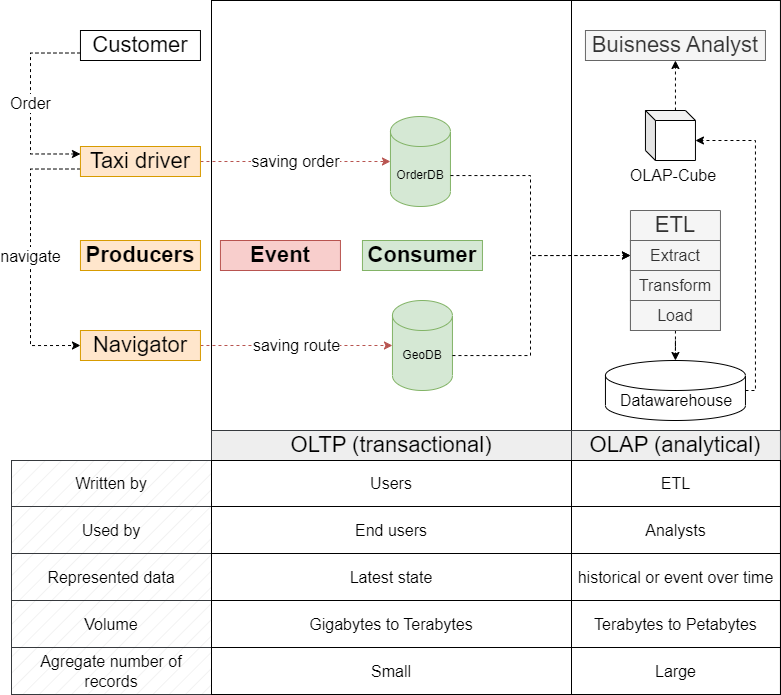 Customer
Buisness Analyst
Order
Taxi driver
saving order
OrderDB
OLAP-Cube
navigate
Producers
Event
Consumer
ETL
Extract
Transform
Load
Navigator
saving route
GeoDB
Datawarehouse
OLTP (transactional)
OLAP (analytical)
Written by
Users
ETL
Used by
End users
Analysts
Represented data
Latest state
historical or event over time
Volume
Gigabytes to Terabytes
Terabytes to Petabytes
Agregate number of
records
Small
Large